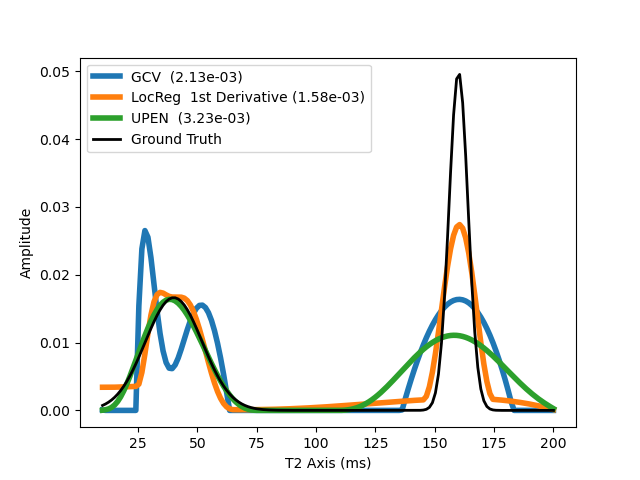 GCV  (2.13e-03)
LocReg  1st Derivative (1.58e-03)
UPEN  (3.23e-03)
Ground Truth
0.05
0.04
0.03
0.02
0.01
0.00
Amplitude
25 50 75 100 125 150 175 200
T2 Axis (ms)